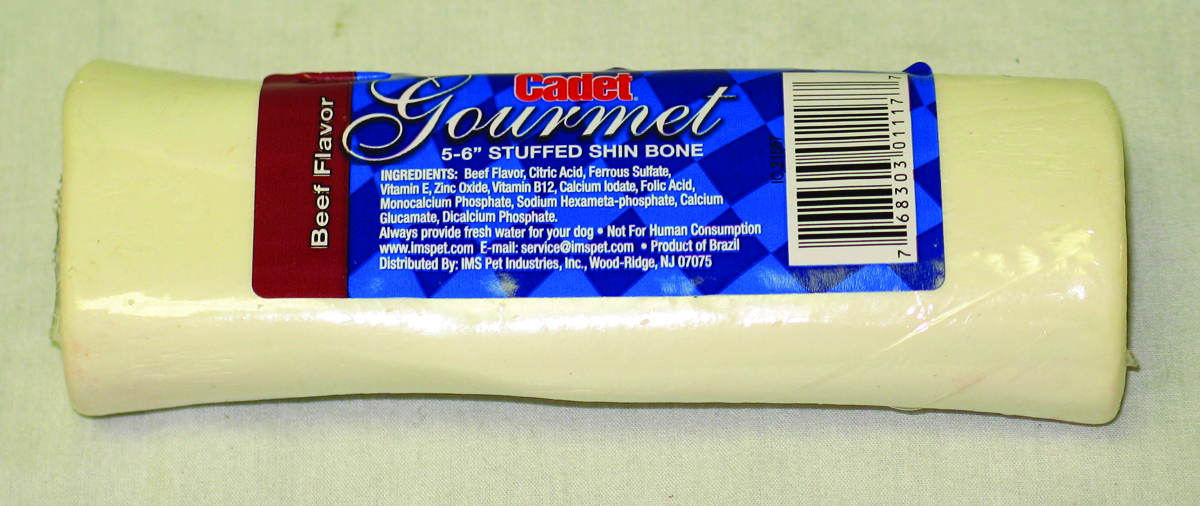 Beef Flavor
Cadet
Gourmet
5-6" STUFFED SHIN BONE
INGREDIENTS: Beef Flavor, Citric Acid, Ferrous Sulfate,
Vitamin E, Zinc Oxide, Vitamin B12, Calcium Iodate, Folic Acid,
Monocalcium Phosphate, Sodium Hexameta-phosphate, Calcium
Glucamate, Dicalcium Phosphate.
Always provide fresh water for your dog • Not For Human Consumption
www.imspet.com E-mail: service@imspet.com • Product of Brazil
Distributed By: IMS Pet Industries, Inc., Wood-Ridge, NJ 07075
7 68303 01117 7